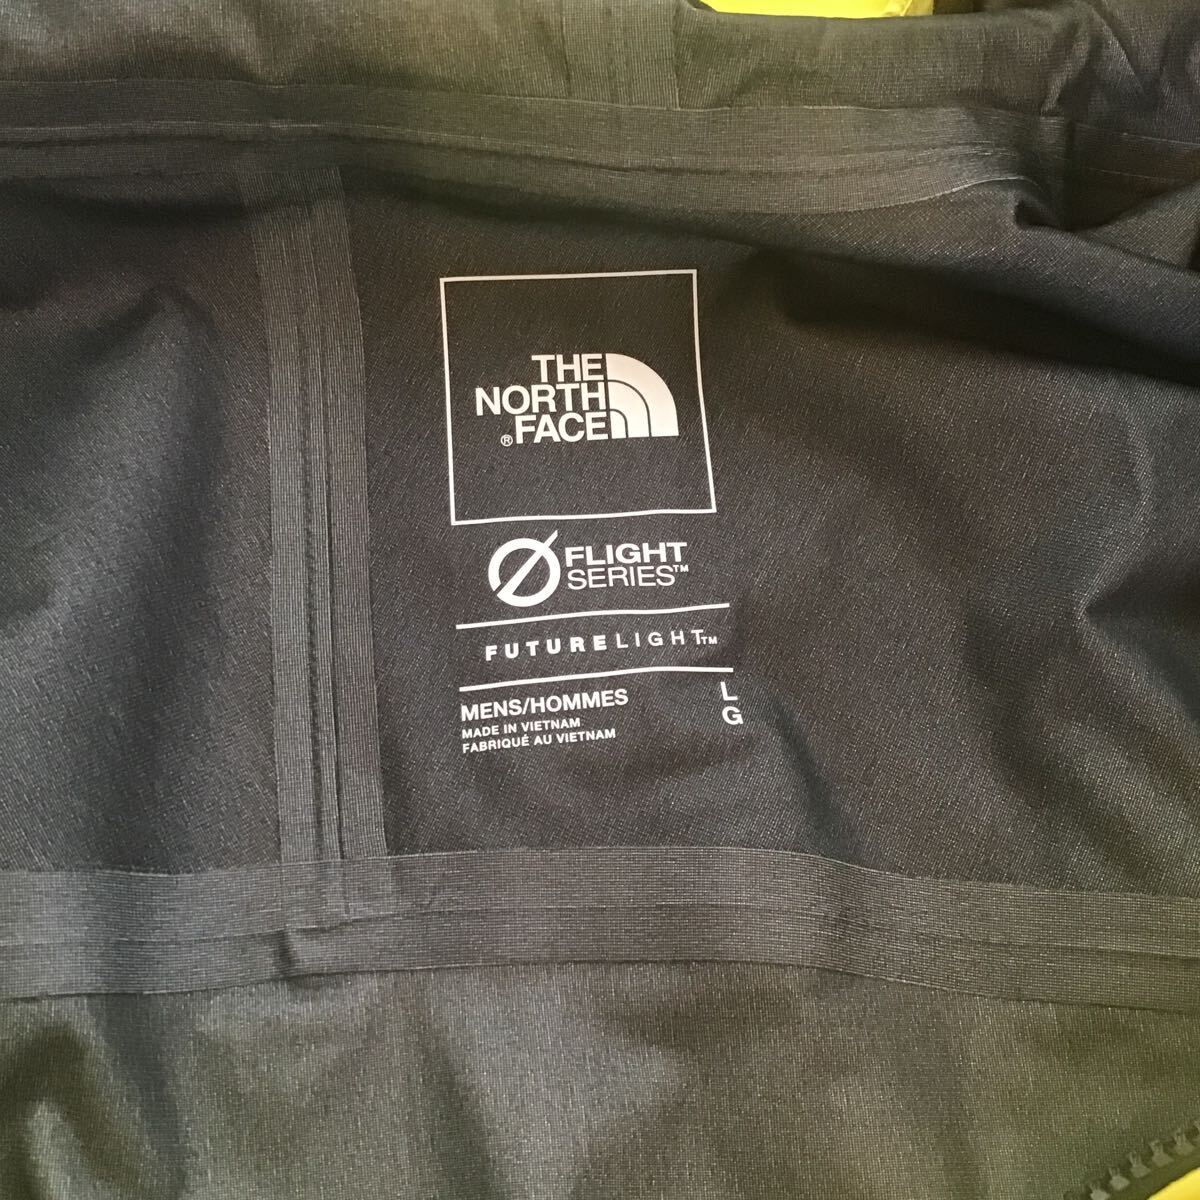 THE
NORTH
®FACE
FLIGHT
SERIES™
FUTURELIGHT™
MENS/HOMMES L
MADE IN VIETNAM G
FABRIQUÉ AU VIETNAM